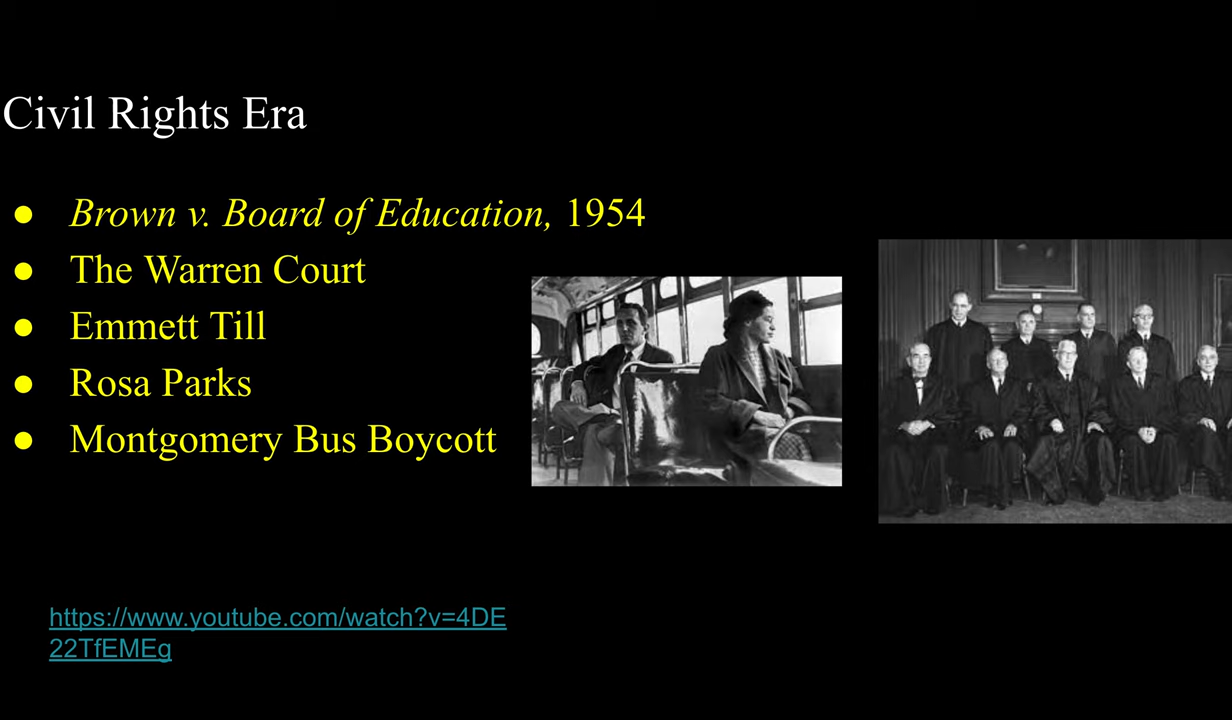 Civil Rights Era
● Brown v. Board of Education, 1954
● The Warren Court
● Emmett Till
● Rosa Parks
● Montgomery Bus Boycott
https://www.youtube.com/watch?v=4DE
22TfEMEg